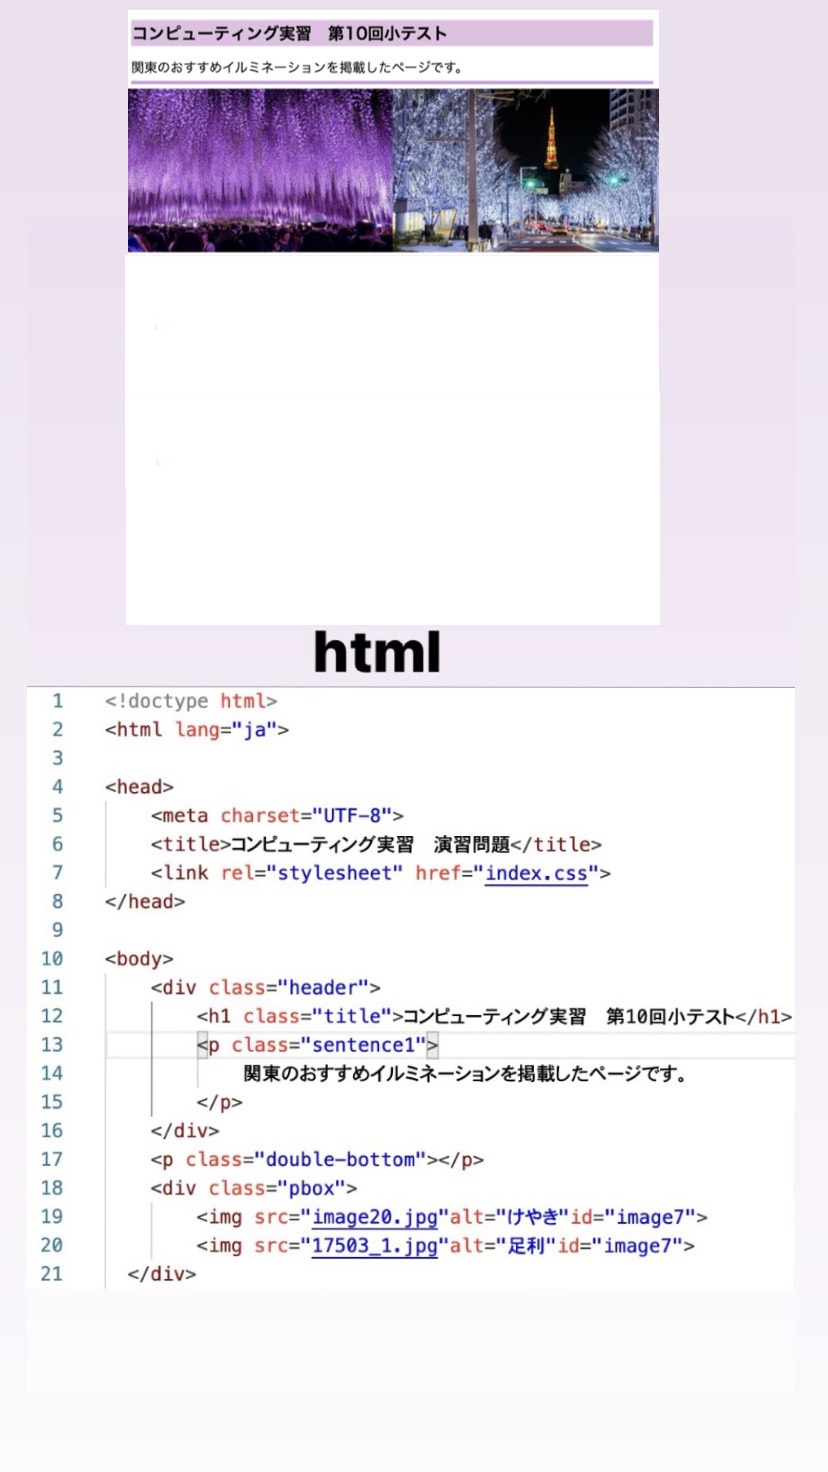 コンピューティング実習　第10回小テスト
関東のおすすめイルミネーションを掲載したページです。
html
1 <!doctype html>
2 <html lang="ja">
3
4 <head>
5 <meta charset="UTF-8">
6 <title>コンピューティング実習　演習問題</title>
7 <link rel="stylesheet" href="index.css">
8 </head>
9
10 <body>
11 <div class="header">
12 <h1 class="title">コンピューティング実習　第10回小テスト</h1>
13 <p class="sentence1">
14 関東のおすすめイルミネーションを掲載したページです。
15 </p>
16 </div>
17 <p class="double-bottom"></p>
18 <div class="pbox">
19 <img src="image20.jpg"alt="けやき"id="image7">
20 <img src="17503_1.jpg"alt="足利"id="image7">
21 </div>